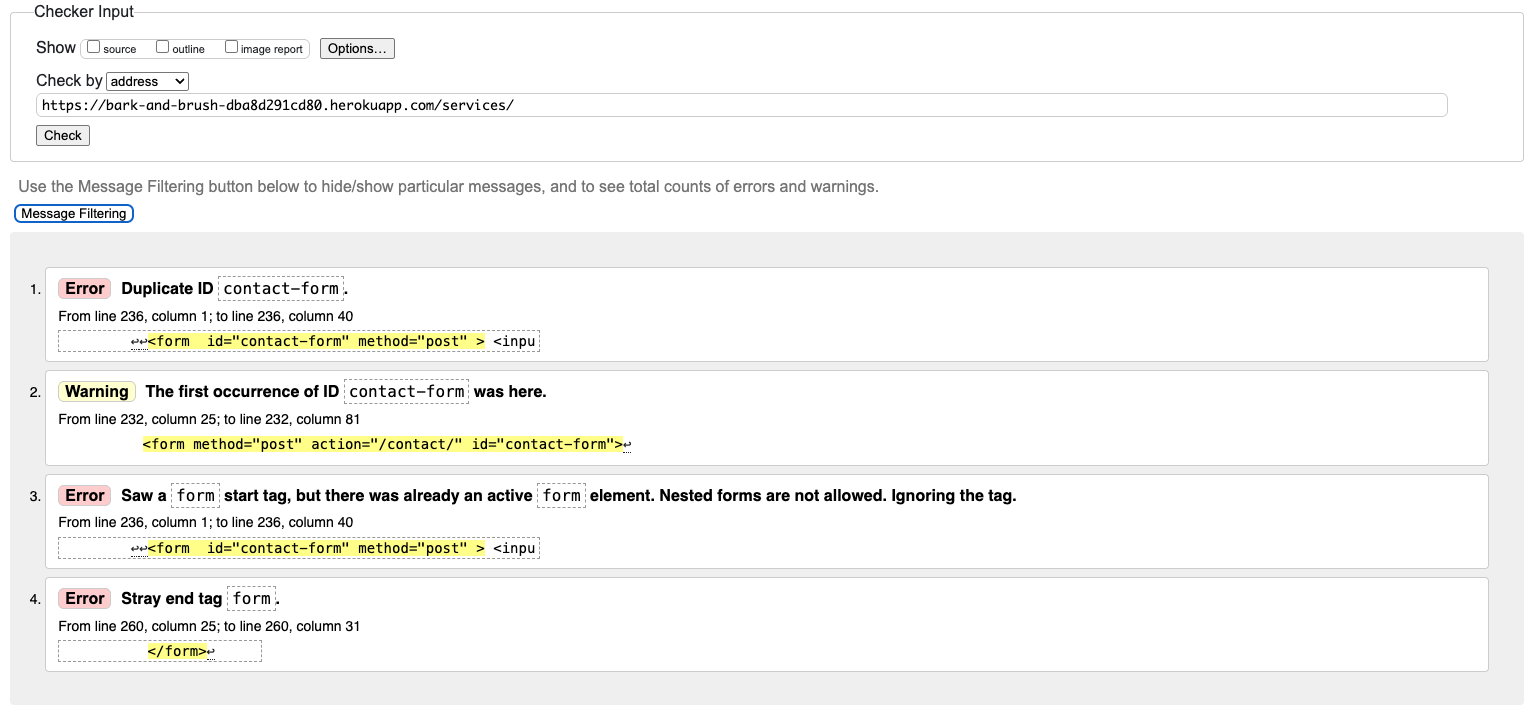 Checker Input
Show source outline image report Options...
Check by address
https://bark-and-brush-dba8d291cd80.herokuapp.com/services/
Check
Use the Message Filtering button below to hide/show particular messages, and to see total counts of errors and warnings.
Message Filtering
1. Error Duplicate ID contact-form.
From line 236, column 1; to line 236, column 40
↩↩<form  id="contact-form" method="post" > <inpu
2. Warning The first occurrence of ID contact-form was here.
From line 232, column 25; to line 232, column 81
<form method="post" action="/contact/" id="contact-form">↩
3. Error Saw a form start tag, but there was already an active form element. Nested forms are not allowed. Ignoring the tag.
From line 236, column 1; to line 236, column 40
↩↩<form  id="contact-form" method="post" > <inpu
4. Error Stray end tag form.
From line 260, column 25; to line 260, column 31
</form>↩